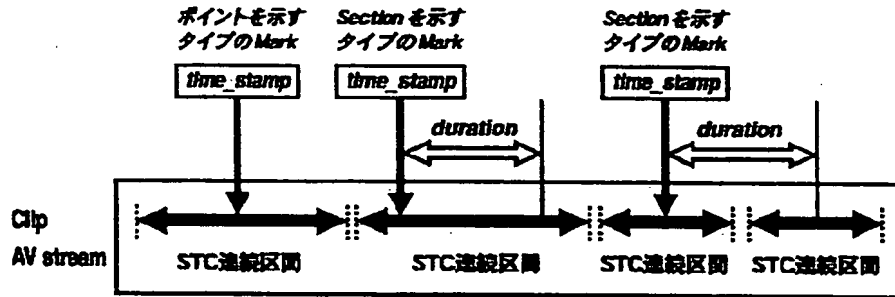 ポイントを示す
タイプのMark
time_stamp
Sectionを示す
タイプのMark
time_stamp
duration
Sectionを示す
タイプのMark
time_stamp
duration
Clip
AV stream
STC連続区間
STC連続区間
STC連続区間
STC連続区間